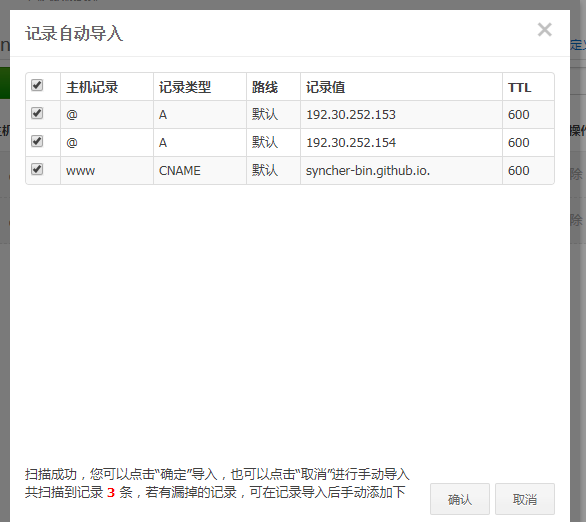 记录自动导入 ×
主机记录 记录类型 路线 记录值 TTL
@ A 默认 192.30.252.153 600
@ A 默认 192.30.252.154 600
www CNAME 默认 syncher-bin.github.io. 600
扫描成功，您可以点击“确定”导入，也可以点击“取消”进行手动导入
共扫描到记录 3 条，若有漏掉的记录，可在记录导入后手动添加下
确认 取消